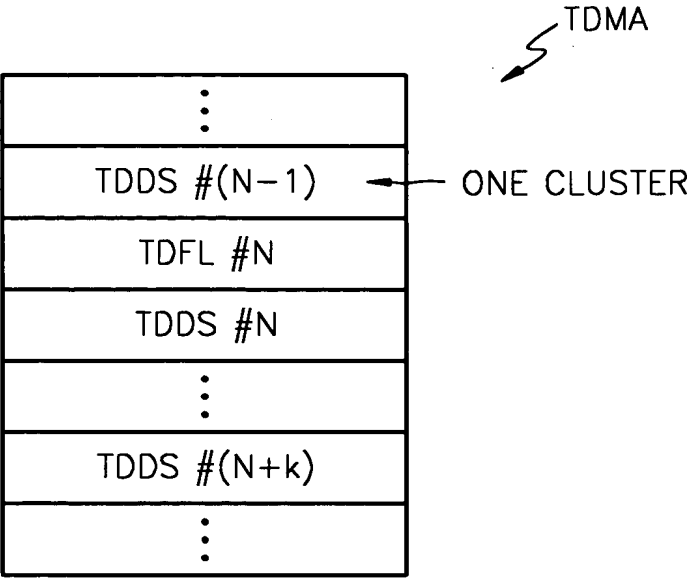 TDMA
⋮
TDDS #(N−1)
ONE CLUSTER
TDFL #N
TDDS #N
⋮
TDDS #(N+k)
⋮